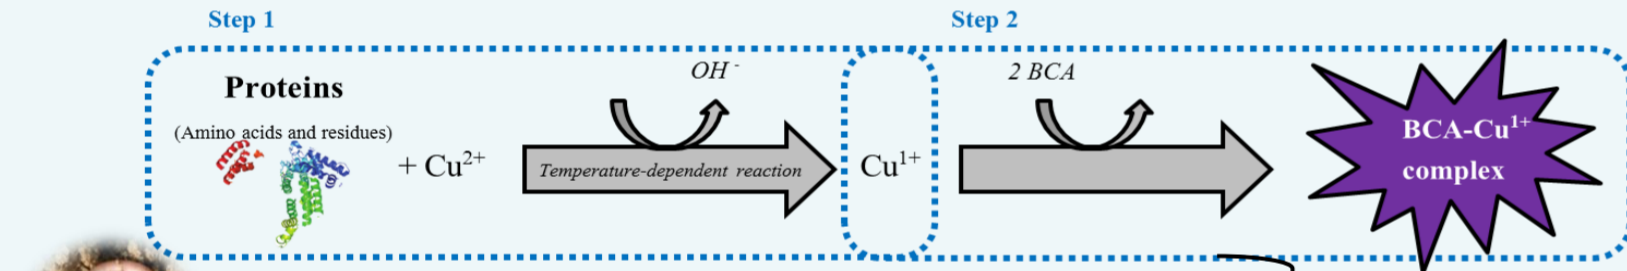 Step 1
Step 2
Proteins
(Amino acids and residues)
+ Cu²⁺
OH⁻
Temperature-dependent reaction
Cu¹⁺
2 BCA
BCA-Cu¹⁺
complex